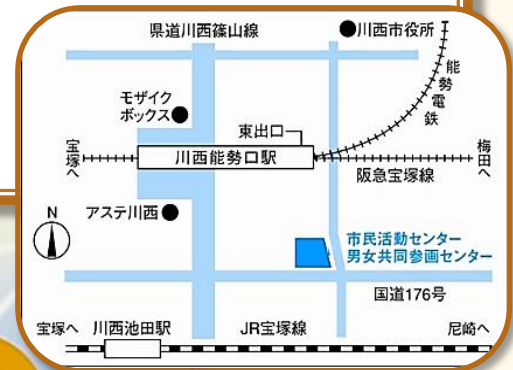 県道川西篠山線
川西市役所
能勢電鉄
モザイク
ボックス
東出口
宝塚へ
川西能勢口駅
梅田へ
阪急宝塚線
N
アステ川西
市民活動センター
男女共同参画センター
国道176号
宝塚へ
川西池田駅
JR宝塚線
尼崎へ